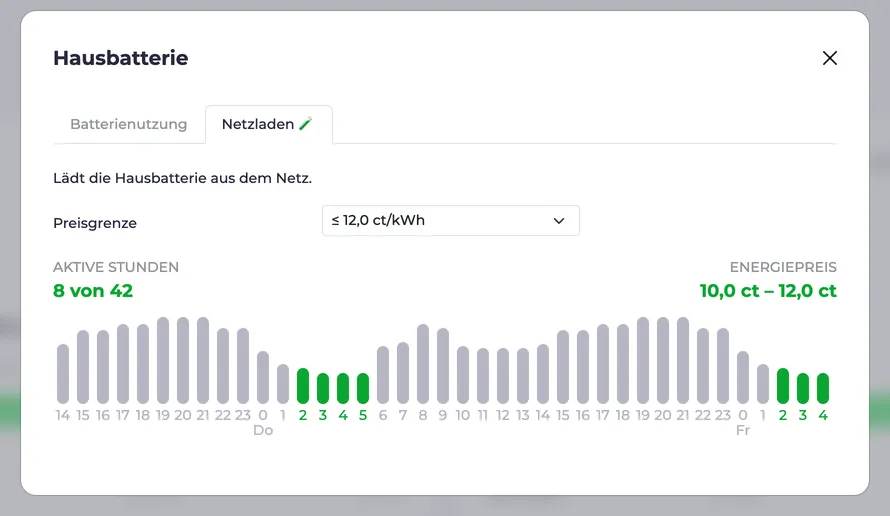 Hausbatterie
Batterienutzung Netzladen
Lädt die Hausbatterie aus dem Netz.
Preisgrenze ≤ 12,0 ct/kWh
AKTIVE STUNDEN ENERGIEPREIS
8 von 42 10,0 ct – 12,0 ct
14 15 16 17 18 19 20 21 22 23 0 1 2 3 4 5 6 7 8 9 10 11 12 13 14 15 16 17 18 19 20 21 22 23 0 1 2 3 4
Do Fr